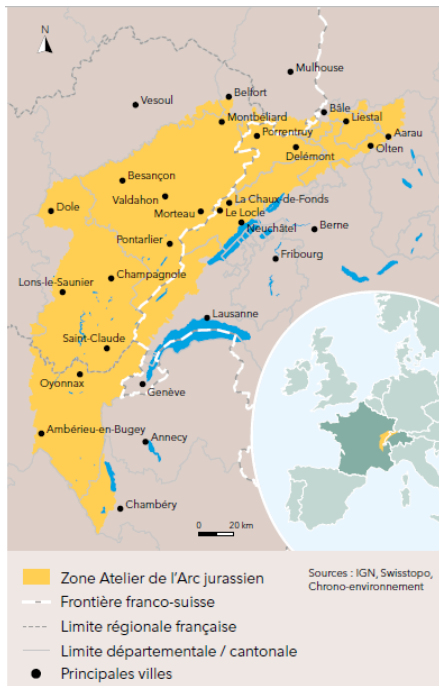 N
Mulhouse
Belfort
Vesoul
Bâle
Montbéliard
Liestal
Porrentruy
Aarau
Olten
Delémont
Besançon
Valdahon
La Chaux-de-Fonds
Dole
Morteau
Le Locle
Neuchâtel
Berne
Pontarlier
Fribourg
Champagnole
Lons-le-Saunier
Lausanne
Saint-Claude
Oyonnax
Genève
Ambérieu-en-Bugey
Annecy
Chambéry
0 20 km
Zone Atelier de l'Arc jurassien
Sources : IGN, Swisstopo,
Chrono-environnement
Frontière franco-suisse
Limite régionale française
Limite départementale / cantonale
Principales villes